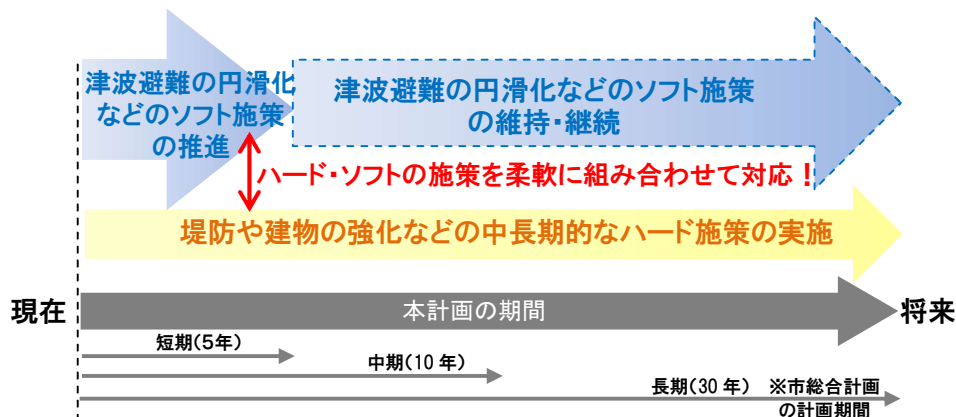 津波避難の円滑化
などのソフト施策
の推進
津波避難の円滑化などのソフト施策
の維持・継続
ハード・ソフトの施策を柔軟に組み合わせて対応！
堤防や建物の強化などの中長期的なハード施策の実施
現在
本計画の期間
将来
短期(5年)
中期(10年)
長期(30年) ※市総合計画
の計画期間